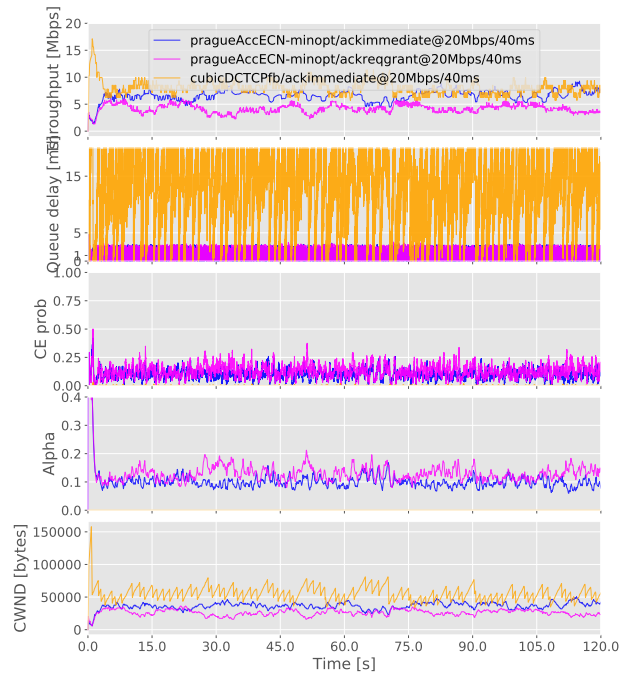 pragueAccECN-minopt/ackimmediate@20Mbps/40ms
pragueAccECN-minopt/ackreqgrant@20Mbps/40ms
cubicDCTCPfb/ackimmediate@20Mbps/40ms
Throughput [Mbps]
20
15
10
5
0
Queue delay [ms]
15
5
1
0
CE prob
1.00
0.75
0.50
0.25
0.00
Alpha
0.4
0.3
0.2
0.1
0.0
CWND [bytes]
150000
100000
50000
0
0.0 15.0 30.0 45.0 60.0 75.0 90.0 105.0 120.0
Time [s]